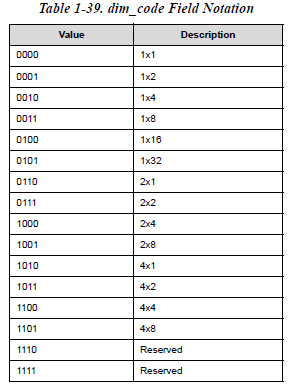 Table 1-39. dim_code Field Notation
Value Description
0000 1x1
0001 1x2
0010 1x4
0011 1x8
0100 1x16
0101 1x32
0110 2x1
0111 2x2
1000 2x4
1001 2x8
1010 4x1
1011 4x2
1100 4x4
1101 4x8
1110 Reserved
1111 Reserved